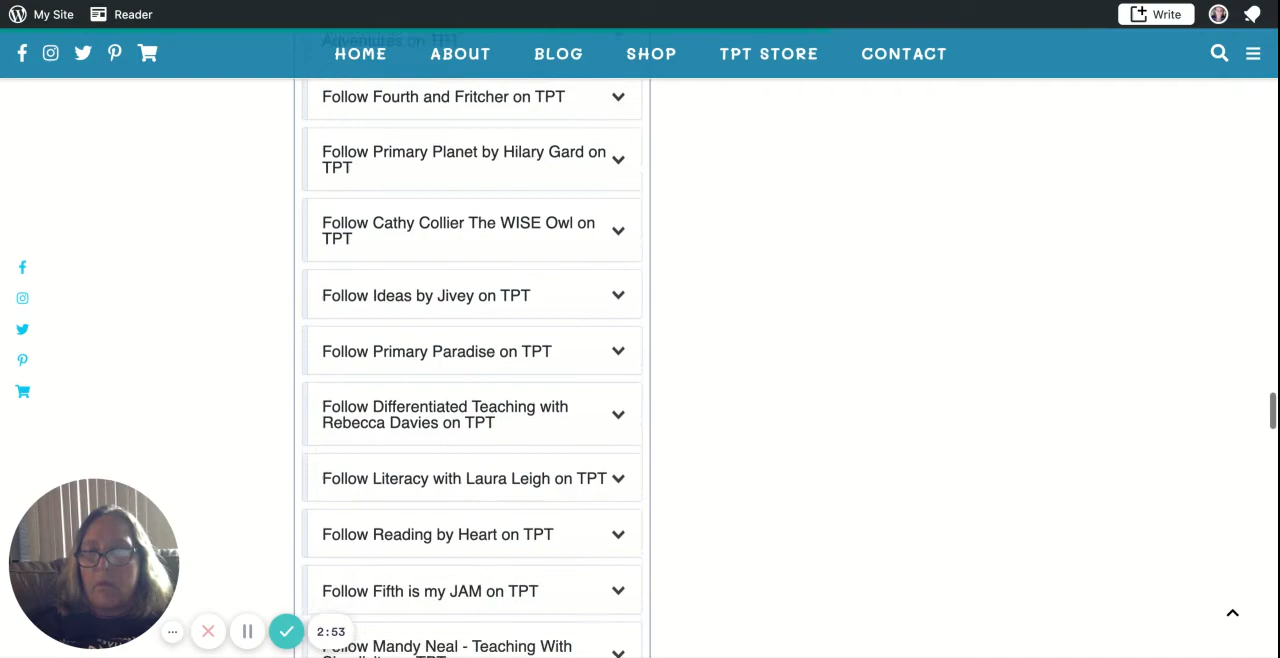 My Site
Reader
Write
HOME
ABOUT
BLOG
SHOP
TPT STORE
CONTACT
Adventures on TPT
Follow Fourth and Fritcher on TPT
Follow Primary Planet by Hilary Gard on
TPT
Follow Cathy Collier The WISE Owl on
TPT
Follow Ideas by Jivey on TPT
Follow Primary Paradise on TPT
Follow Differentiated Teaching with
Rebecca Davies on TPT
Follow Literacy with Laura Leigh on TPT
Follow Reading by Heart on TPT
Follow Fifth is my JAM on TPT
2:53
Follow Mandy Neal - Teaching With